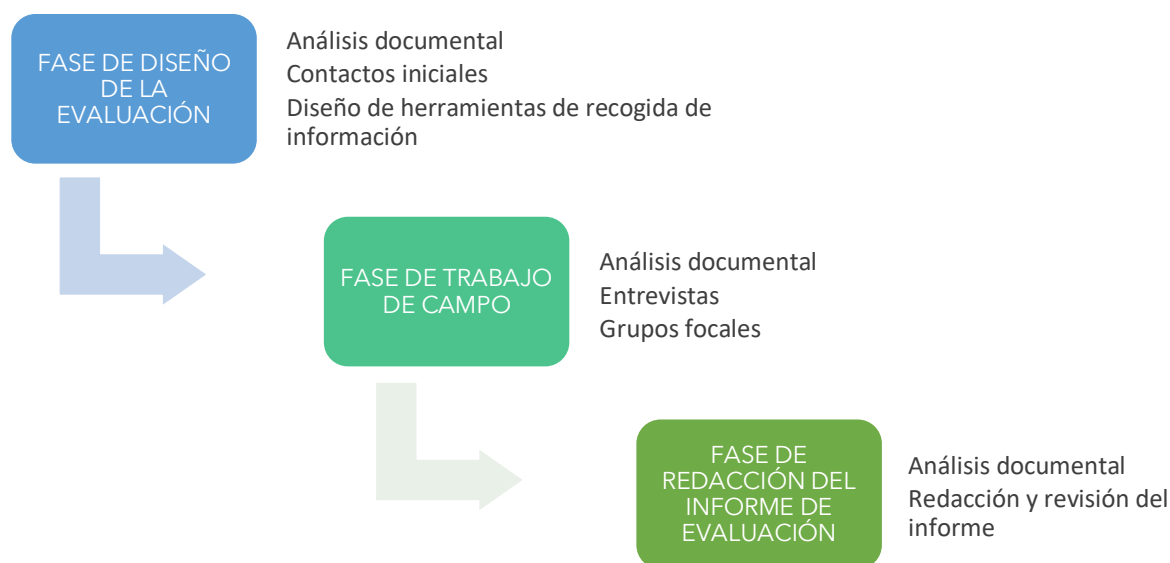 FASE DE DISEÑO
DE LA
EVALUACIÓN
Análisis documental
Contactos iniciales
Diseño de herramientas de recogida de
información
FASE DE TRABAJO
DE CAMPO
Análisis documental
Entrevistas
Grupos focales
FASE DE
REDACCIÓN DEL
INFORME DE
EVALUACIÓN
Análisis documental
Redacción y revisión del
informe